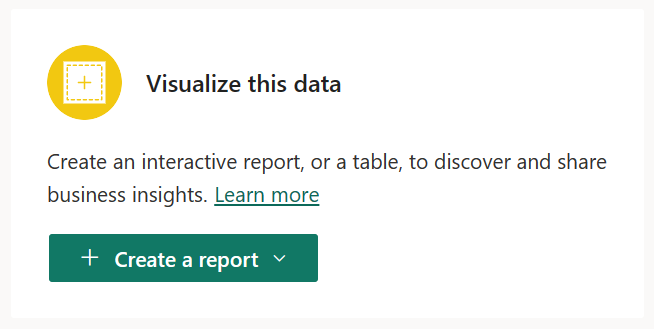 Visualize this data
Create an interactive report, or a table, to discover and share
business insights. Learn more
+ Create a report